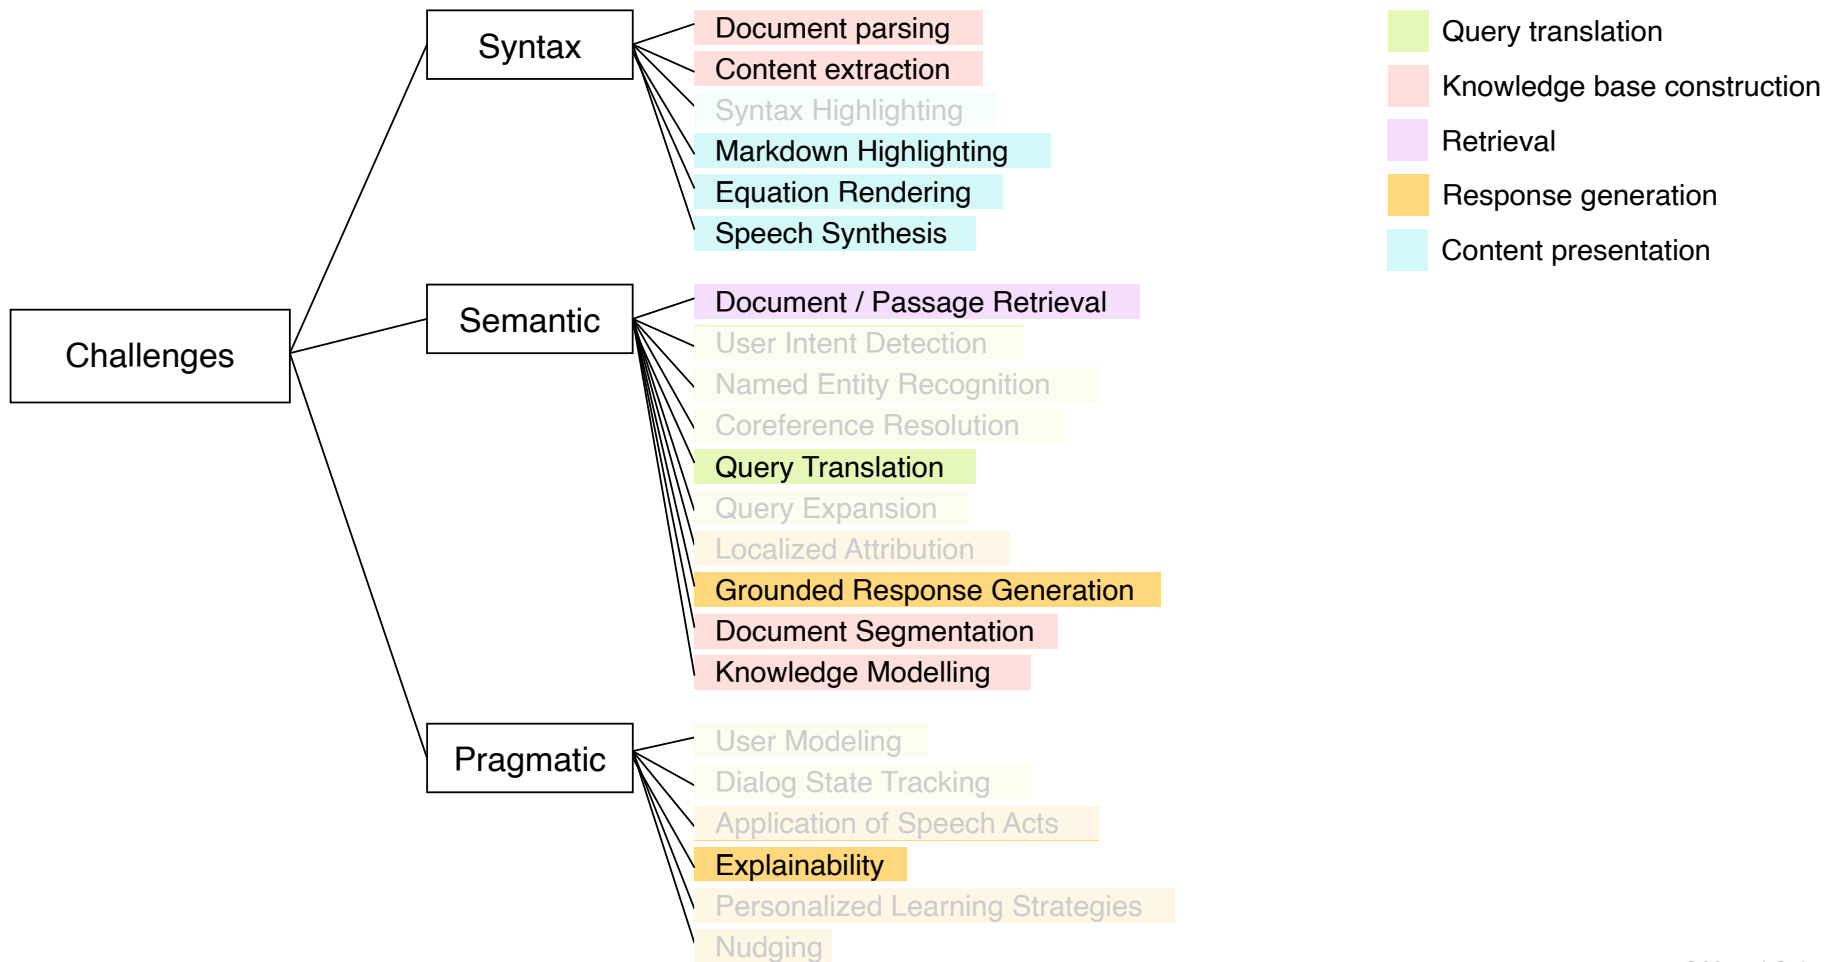 Challenges
Syntax
Document parsing
Content extraction
Syntax Highlighting
Markdown Highlighting
Equation Rendering
Speech Synthesis
Semantic
Document / Passage Retrieval
User Intent Detection
Named Entity Recognition
Coreference Resolution
Query Translation
Query Expansion
Localized Attribution
Grounded Response Generation
Document Segmentation
Knowledge Modelling
Pragmatic
User Modeling
Dialog State Tracking
Application of Speech Acts
Explainability
Personalized Learning Strategies
Nudging
Query translation
Knowledge base construction
Retrieval
Response generation
Content presentation